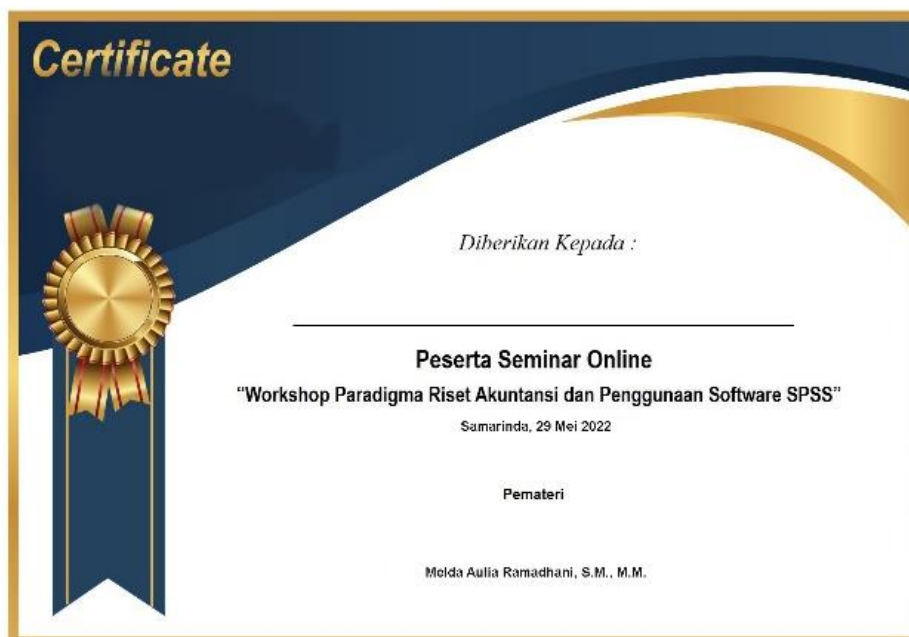 Certificate
Diberikan Kepada :
Peserta Seminar Online
“Workshop Paradigma Riset Akuntansi dan Penggunaan Software SPSS”
Samarinda, 29 Mei 2022
Pemateri
Melda Aulia Ramadhani, S.M., M.M.